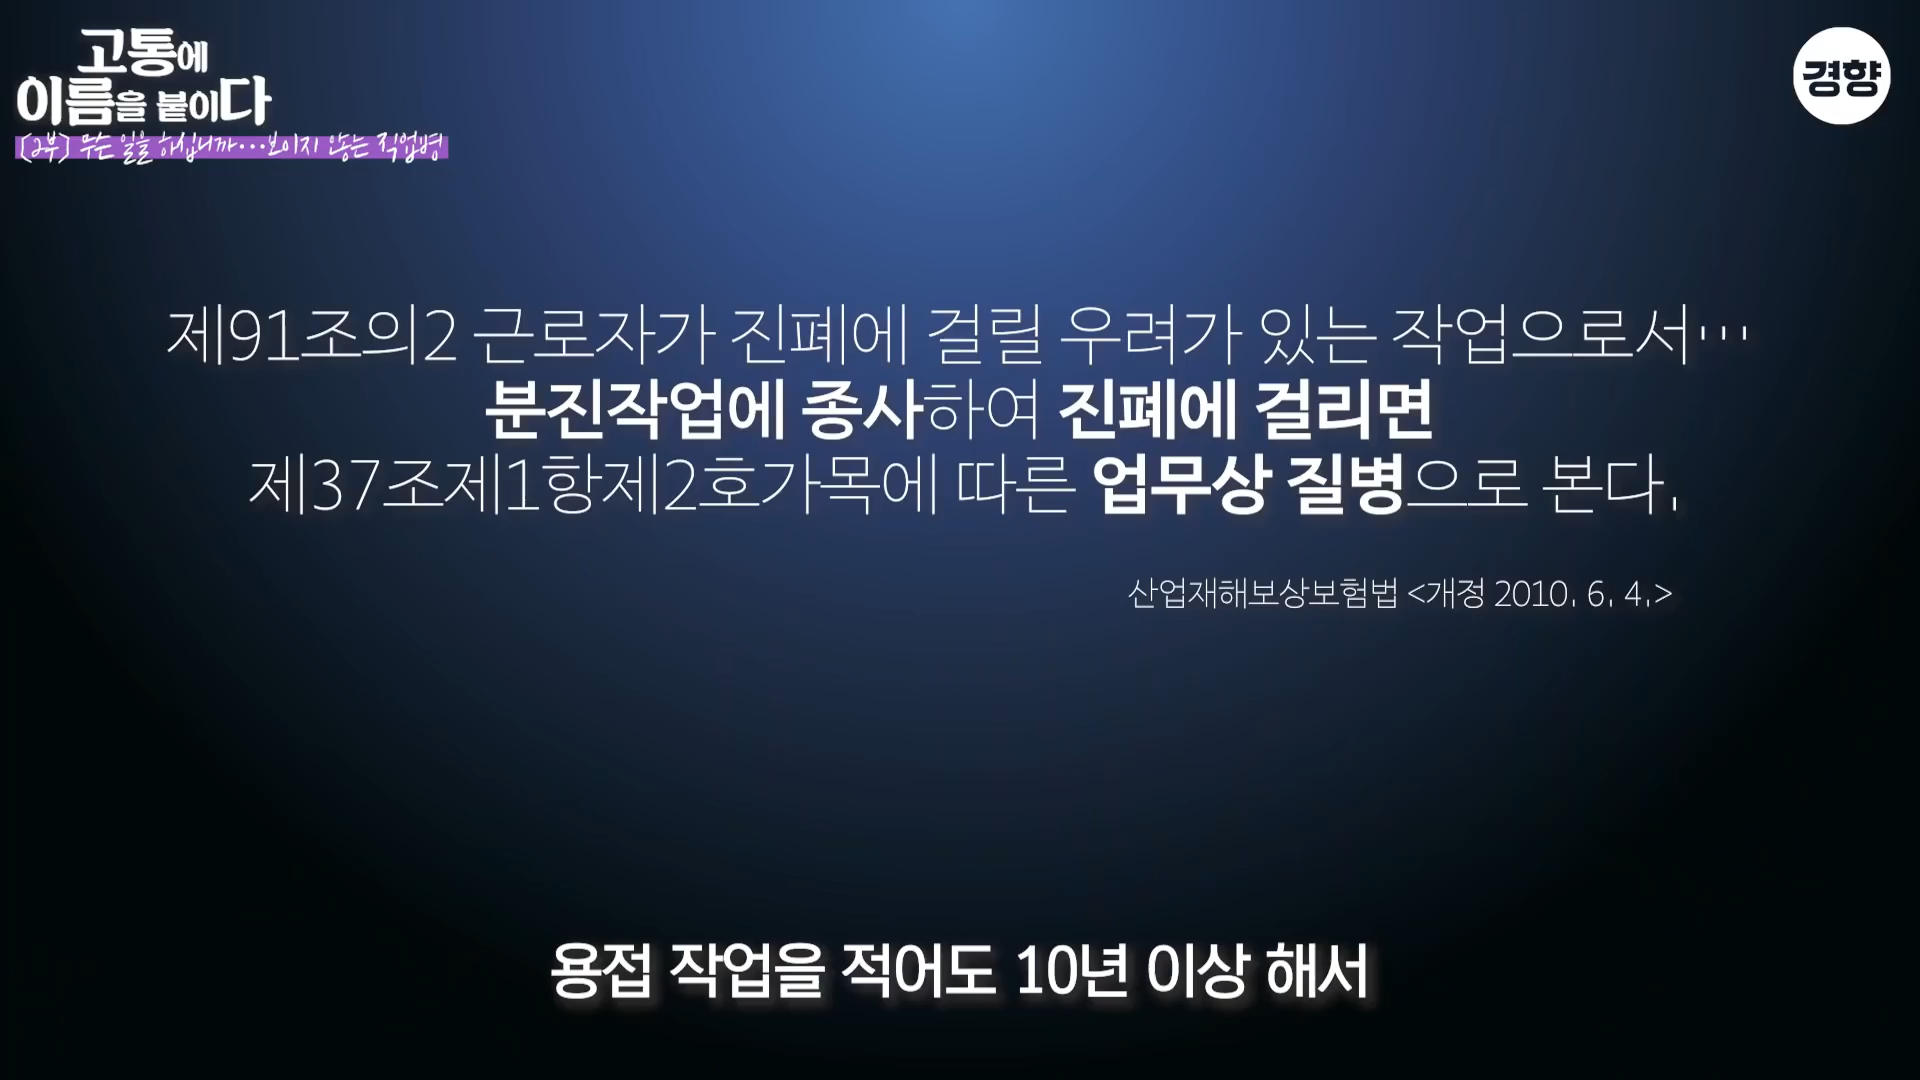 고통에
이름을 붙이다
[2부] 무슨 일을 하십니까···보이지 않는 직업병
경향
제91조의2 근로자가 진폐에 걸릴 우려가 있는 작업으로서···
분진작업에 종사하여 진폐에 걸리면
제37조제1항제2호가목에 따른 업무상 질병으로 본다.
산업재해보상보험법 <개정 2010. 6. 4.>
용접 작업을 적어도 10년 이상 해서